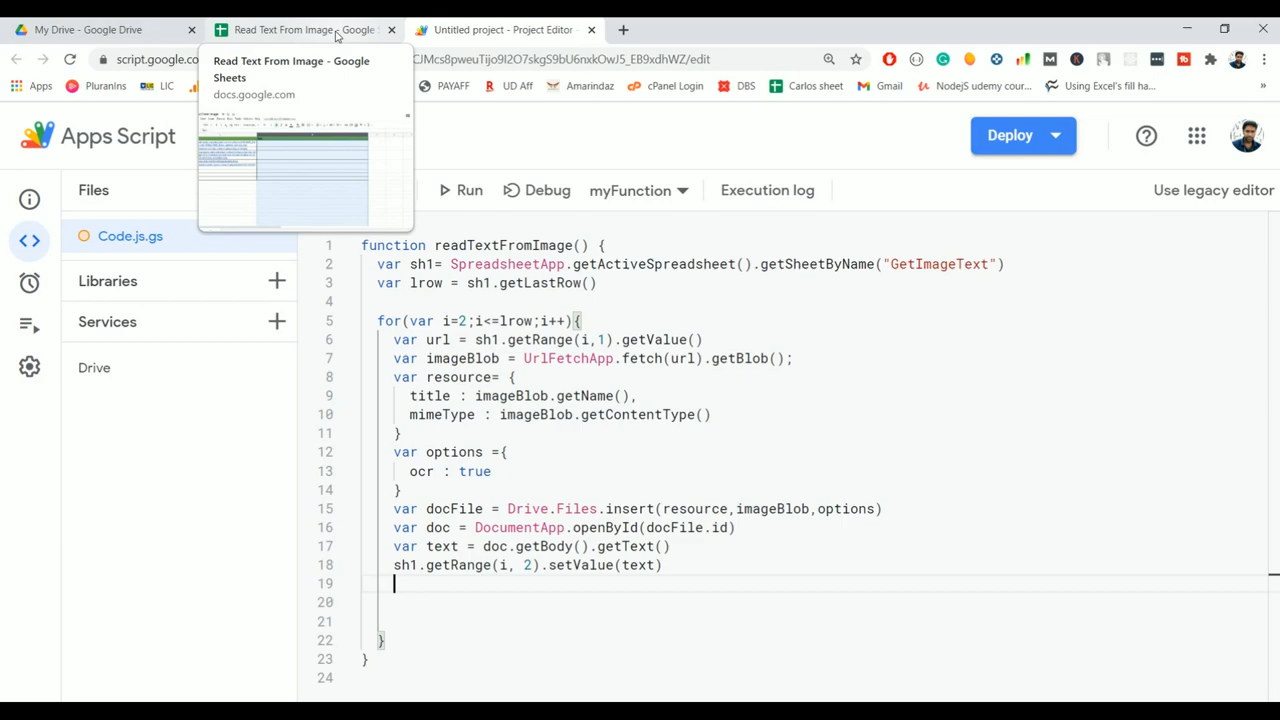 My Drive - Google Drive
Read Text From Image - Google S
Untitled project - Project Editor -
script.google.co
CJMcs8pweuTijo9I2O7skgS9bU6nxkOwJ5_EB9xdhWZ/edit
Read Text From Image - Google
Sheets
docs.google.com
Apps
PluranIns
LIC
PAYAFF
UD Aff
Amarindaz
cPanel Login
DBS
Carlos sheet
Gmail
NodeJS udemy cour...
Using Excel's fill ha...
Apps Script
Deploy
Files
Run
Debug
myFunction
Execution log
Use legacy editor
Code.js.gs
Libraries
Services
Drive
1 function readTextFromImage() {
2 var sh1= SpreadsheetApp.getActiveSpreadsheet().getSheetByName("GetImageText")
3 var lrow = sh1.getLastRow()
4
5 for(var i=2;i<=lrow;i++){
6 var url = sh1.getRange(i,1).getValue()
7 var imageBlob = UrlFetchApp.fetch(url).getBlob();
8 var resource= {
9 title : imageBlob.getName(),
10 mimeType : imageBlob.getContentType()
11 }
12 var options ={
13 ocr : true
14 }
15 var docFile = Drive.Files.insert(resource,imageBlob,options)
16 var doc = DocumentApp.openById(docFile.id)
17 var text = doc.getBody().getText()
18 sh1.getRange(i, 2).setValue(text)
19
20
21
22 }
23 }
24